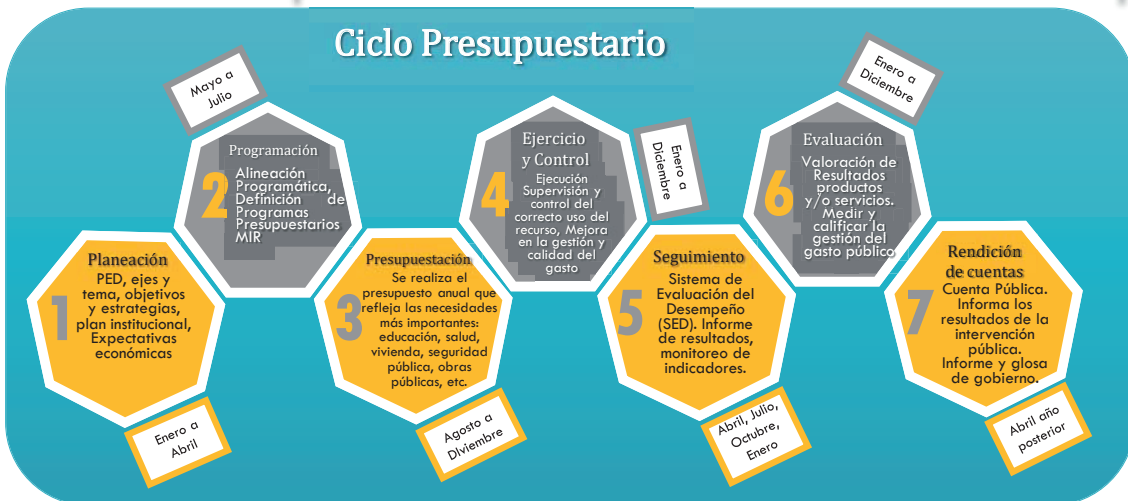 Ciclo Presupuestario
1
Planeación
PED, ejes y
tema, objetivos
y estrategias,
plan institucional,
Expectativas
económicas
Enero a
Abril
Mayo a
Julio
2
Programación
Alineación
Programática,
Definición de
Programas
Presupuestarios
MIR
3
Presupuestación
Se realiza el
presupuesto anual que
refleja las necesidades
más importantes:
educación, salud,
vivienda, seguridad
pública, obras
públicas, etc.
Agosto a
DIviembre
4
Ejercicio
y Control
Ejecución
Supervisión y
control del
correcto uso del
recurso, Mejora
en la gestión y
calidad del
gasto
Enero a
Diciembre
5
Seguimiento
Sistema de
Evaluación del
Desempeño
(SED). Informe
de resultados,
monitoreo de
indicadores.
Abril, Julio,
Octubre,
Enero
6
Evaluación
Valoración de
Resultados
productos
y/o servicios.
Medir y
calificar la
gestión del
gasto público
Enero a
Diciembre
7
Rendición
de cuentas
Cuenta Pública.
Informa los
resultados de la
intervención
pública.
Informe y glosa
de gobierno.
Abril año
posterior